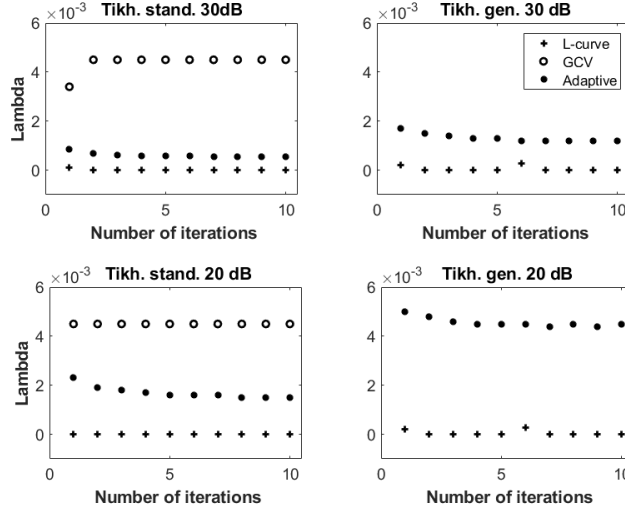 Tikh. stand. 30dB
×10⁻³
6
4
2
0
Lambda
0 5 10
Number of iterations
Tikh. gen. 30 dB
×10⁻³
6
4
2
0
L-curve
GCV
Adaptive
0 5 10
Number of iterations
Tikh. stand. 20 dB
×10⁻³
6
4
2
0
Lambda
0 5 10
Number of iterations
Tikh. gen. 20 dB
×10⁻³
6
4
2
0
0 5 10
Number of iterations